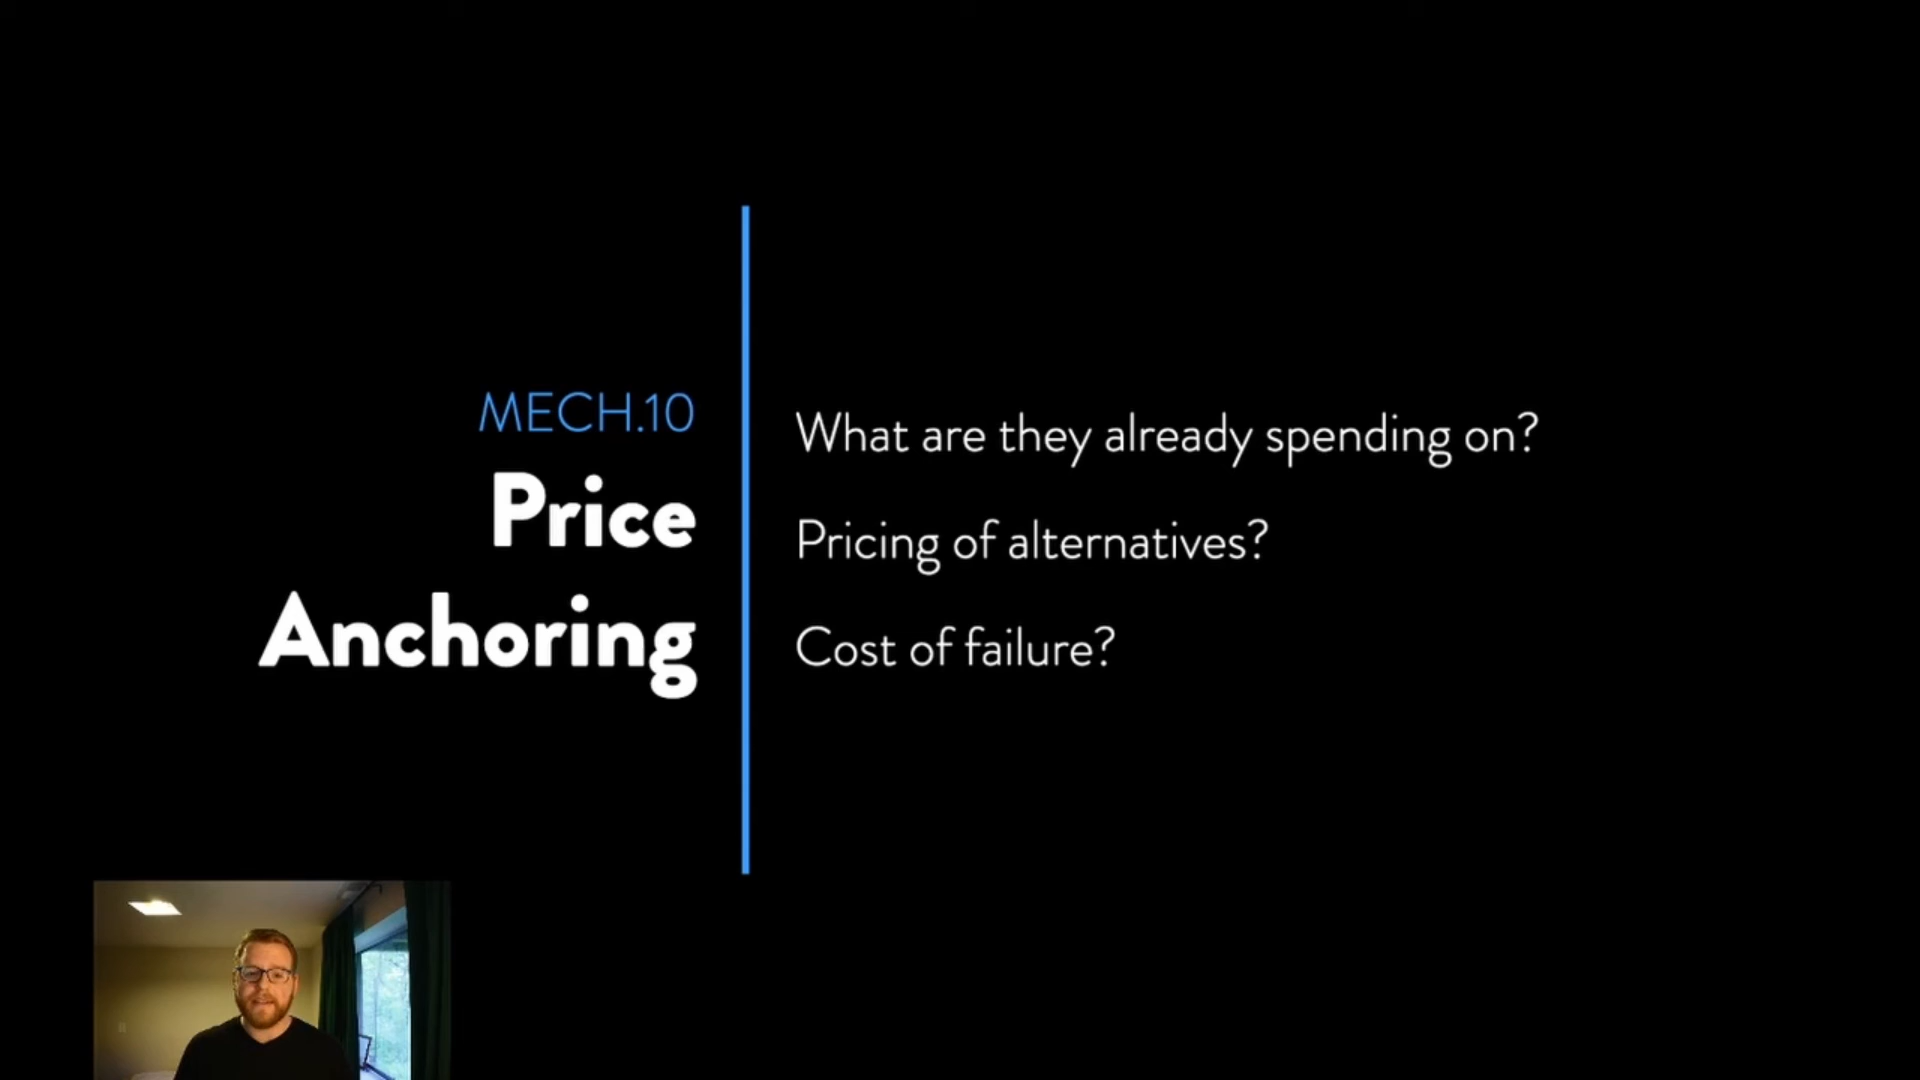 MECH.10
Price
Anchoring
What are they already spending on?
Pricing of alternatives?
Cost of failure?